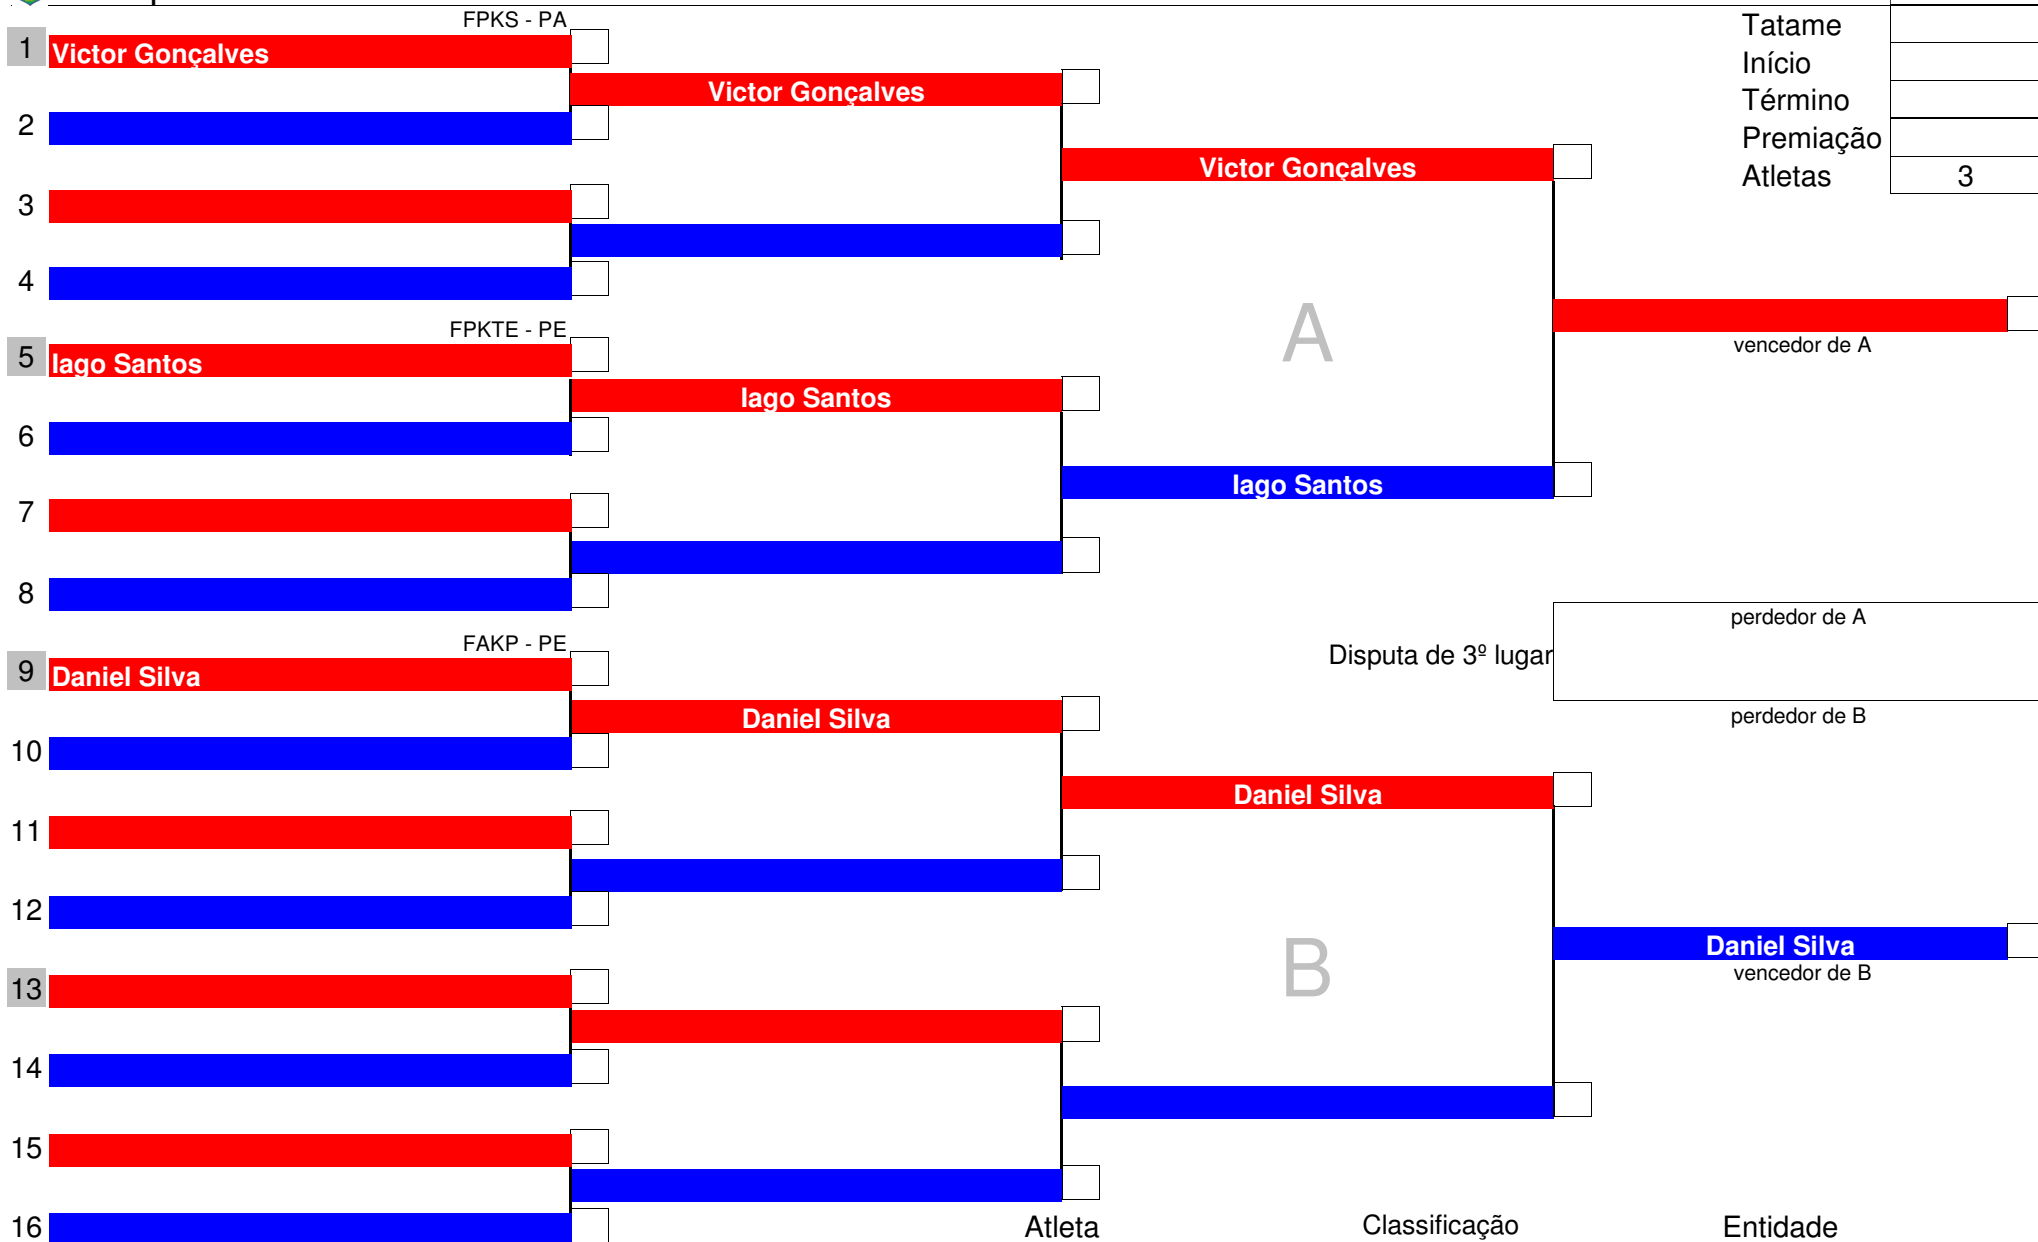 FPKS - PA
Tatame
1 Victor Gonçalves
Início
Victor Gonçalves
Término
2
Premiação
Victor Gonçalves
Atletas 3
3
4
A
FPKTE - PE
vencedor de A
5 Iago Santos
Iago Santos
6
Iago Santos
7
8
perdedor de A
FAKP - PE
Disputa de 3º lugar
9 Daniel Silva
perdedor de B
Daniel Silva
10
Daniel Silva
11
12
Daniel Silva
B
vencedor de B
13
14
15
16
Atleta Classificação Entidade